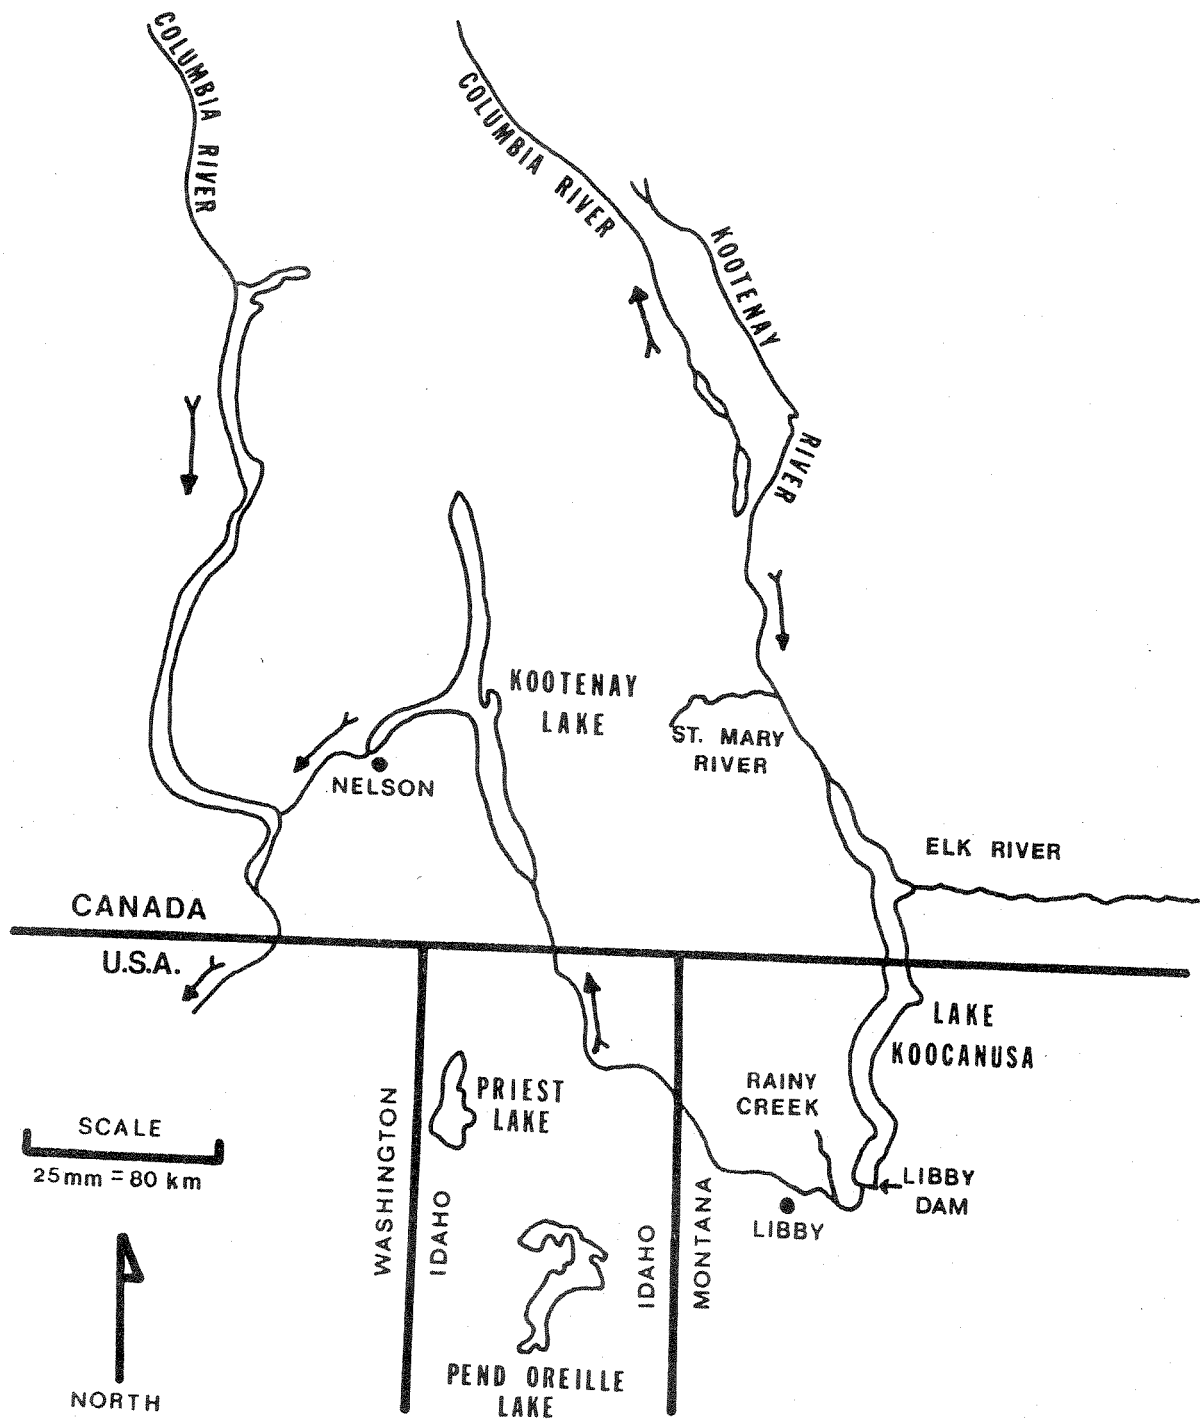 COLUMBIA RIVER
COLUMBIA RIVER
KOOTENAY
RIVER
KOOTENAY
LAKE
ST. MARY
RIVER
NELSON
ELK RIVER
CANADA
U.S.A.
LAKE
KOOCANUSA
RAINY
CREEK
PRIEST
LAKE
SCALE
25mm = 80 km
LIBBY
DAM
LIBBY
WASHINGTON
IDAHO
IDAHO
MONTANA
PEND OREILLE
LAKE
NORTH